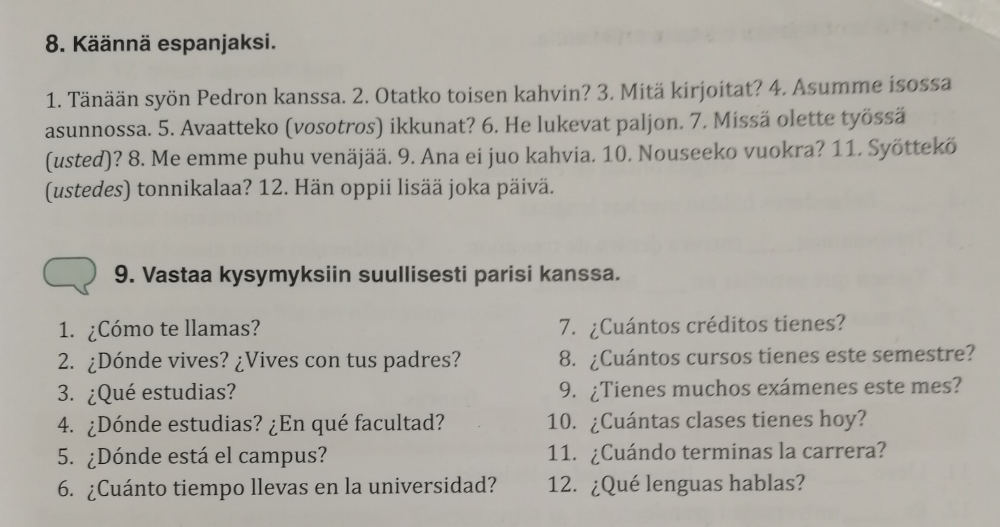 8. Käännä espanjaksi.
1. Tänään syön Pedron kanssa. 2. Otatko toisen kahvin? 3. Mitä kirjoitat? 4. Asumme isossa
asunnossa. 5. Avaatteko (vosotros) ikkunat? 6. He lukevat paljon. 7. Missä olette työssä
(usted)? 8. Me emme puhu venäjää. 9. Ana ei juo kahvia. 10. Nouseeko vuokra? 11. Syöttekö
(ustedes) tonnikalaa? 12. Hän oppii lisää joka päivä.
9. Vastaa kysymyksiin suullisesti parisi kanssa.
1. ¿Cómo te llamas?
2. ¿Dónde vives? ¿Vives con tus padres?
3. ¿Qué estudias?
4. ¿Dónde estudias? ¿En qué facultad?
5. ¿Dónde está el campus?
6. ¿Cuánto tiempo llevas en la universidad?
7. ¿Cuántos créditos tienes?
8. ¿Cuántos cursos tienes este semestre?
9. ¿Tienes muchos exámenes este mes?
10. ¿Cuántas clases tienes hoy?
11. ¿Cuándo terminas la carrera?
12. ¿Qué lenguas hablas?